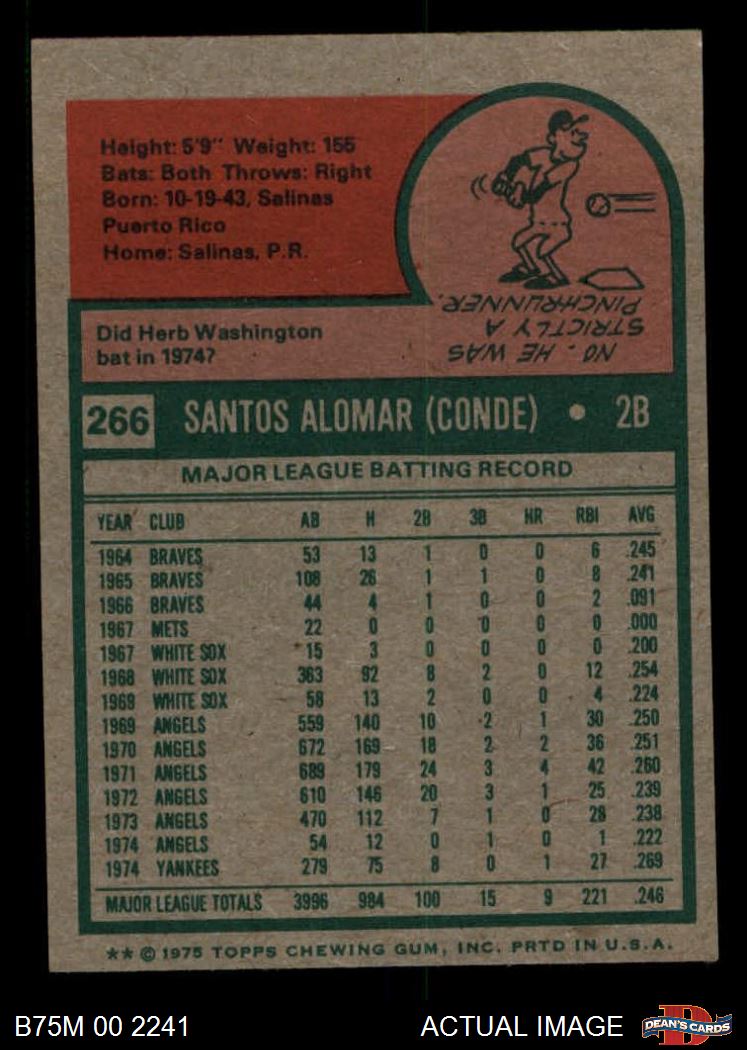 Height: 5'9" Weight: 155
Bats: Both Throws: Right
Born: 10-19-43, Salinas
Puerto Rico
Home: Salinas, P.R.
Did Herb Washington
bat in 1974?
NO. HE WAS
STRICTLY A
PINCHRUNNER.
266 SANTOS ALOMAR (CONDE) • 2B
MAJOR LEAGUE BATTING RECORD
YEAR CLUB AB H 2B 3B HR RBI AVG
1964 BRAVES 53 13 1 0 0 6 .245
1965 BRAVES 108 26 1 1 0 8 .241
1966 BRAVES 44 4 1 0 0 2 .091
1967 METS 22 0 0 0 0 0 .000
1967 WHITE SOX 15 3 0 0 0 0 .200
1968 WHITE SOX 363 92 8 2 0 12 .254
1969 WHITE SOX 58 13 2 0 0 4 .224
1969 ANGELS 559 140 10 2 1 30 .250
1970 ANGELS 672 169 18 2 2 36 .251
1971 ANGELS 689 179 24 3 4 42 .260
1972 ANGELS 610 146 20 3 1 25 .239
1973 ANGELS 470 112 7 1 0 28 .238
1974 ANGELS 54 12 0 1 0 1 .222
1974 YANKEES 279 75 8 0 1 27 .269
MAJOR LEAGUE TOTALS 3996 984 100 15 9 221 .246
** © 1975 TOPPS CHEWING GUM, INC. PRTD IN U.S.A.
B75M 00 2241 ACTUAL IMAGE DEAN'S CARDS